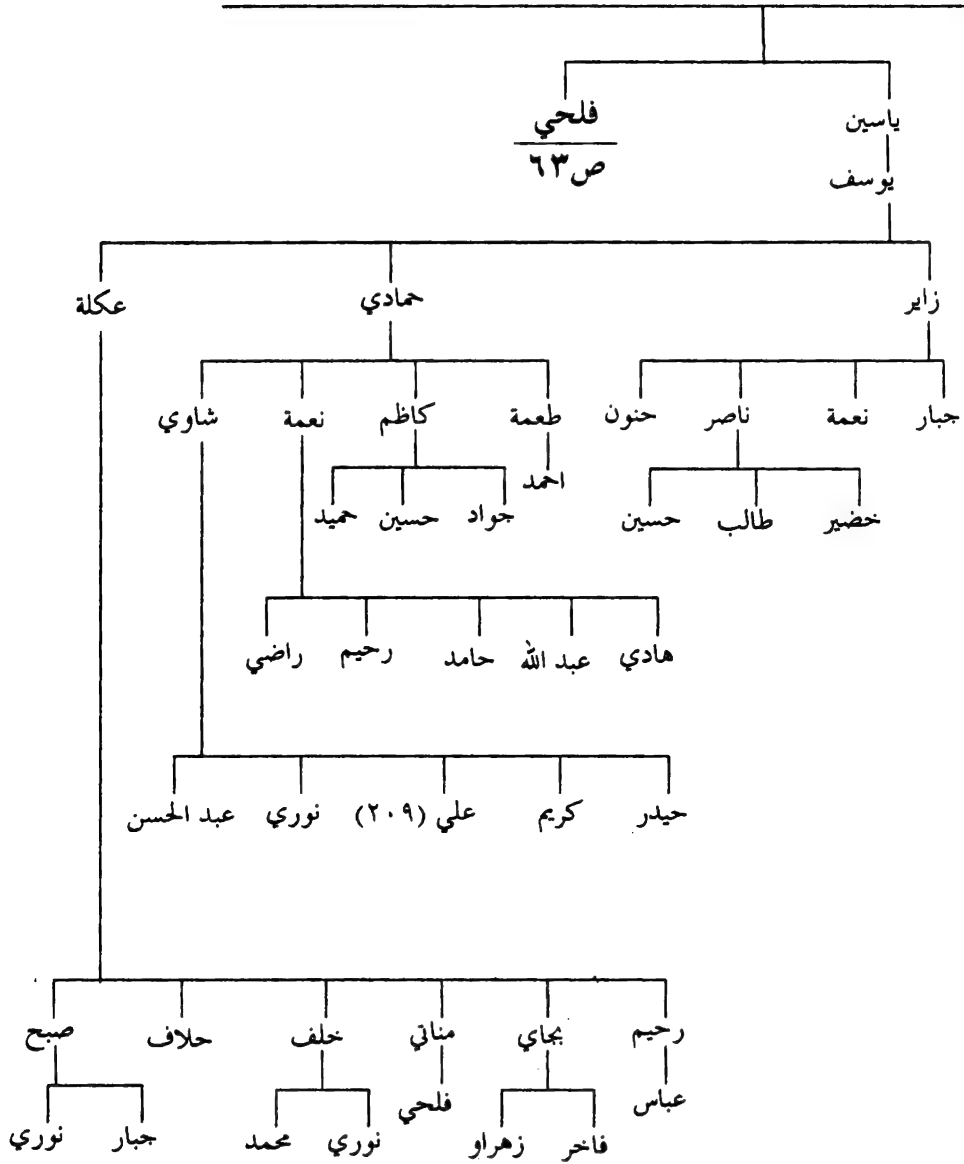 ياسين فلحي
ص٦٣
يوسف
زاير حمادي عكلة
جبار نعمة ناصر حنون طعمة كاظم نعمة شاوي
احمد
خضير طالب حسين جواد حسين حميد
هادي عبد الله حامد رحيم راضي
حيدر كريم علي (٢٠٩) نوري عبد الحسن
رحيم بجاي مناتي خلف حلاف صبح
عباس فلحي
فاخر زهراو نوري محمد جبار نوري